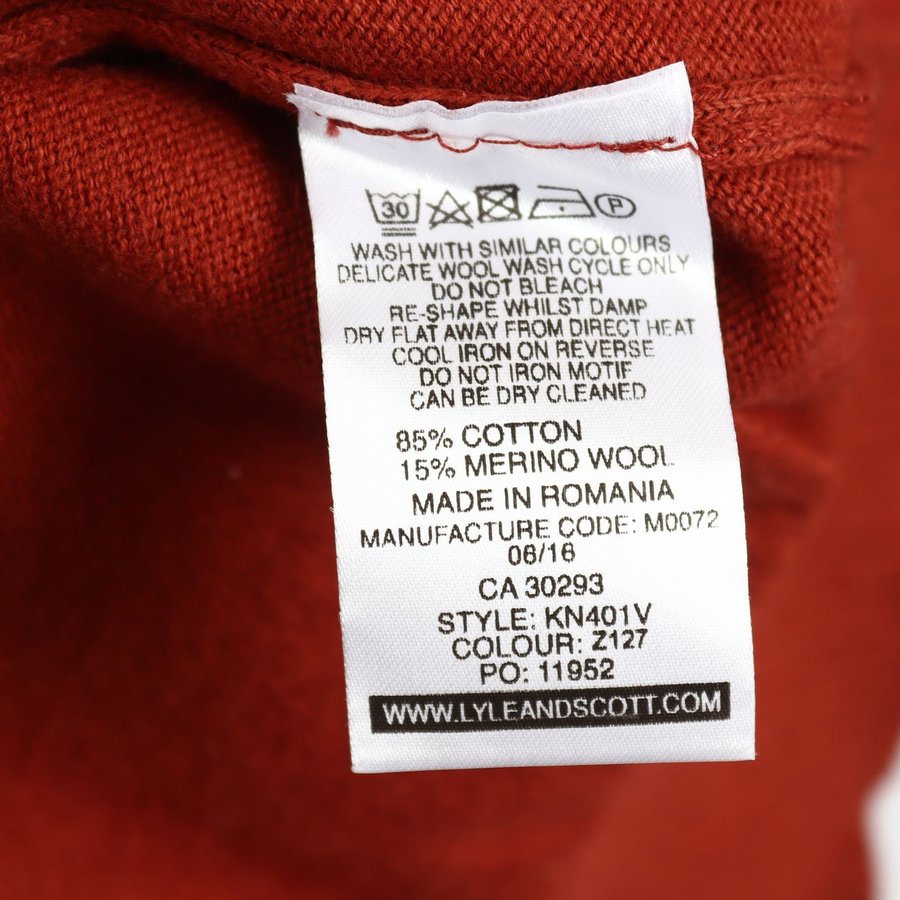 30
P
WASH WITH SIMILAR COLOURS
DELICATE WOOL WASH CYCLE ONLY
DO NOT BLEACH
RE-SHAPE WHILST DAMP
DRY FLAT AWAY FROM DIRECT HEAT
COOL IRON ON REVERSE
DO NOT IRON MOTIF
CAN BE DRY CLEANED
85% COTTON
15% MERINO WOOL
MADE IN ROMANIA
MANUFACTURE CODE: M0072
08/16
CA 30293
STYLE: KN401V
COLOUR: Z127
PO: 11952
WWW.LYLEANDSCOTT.COM